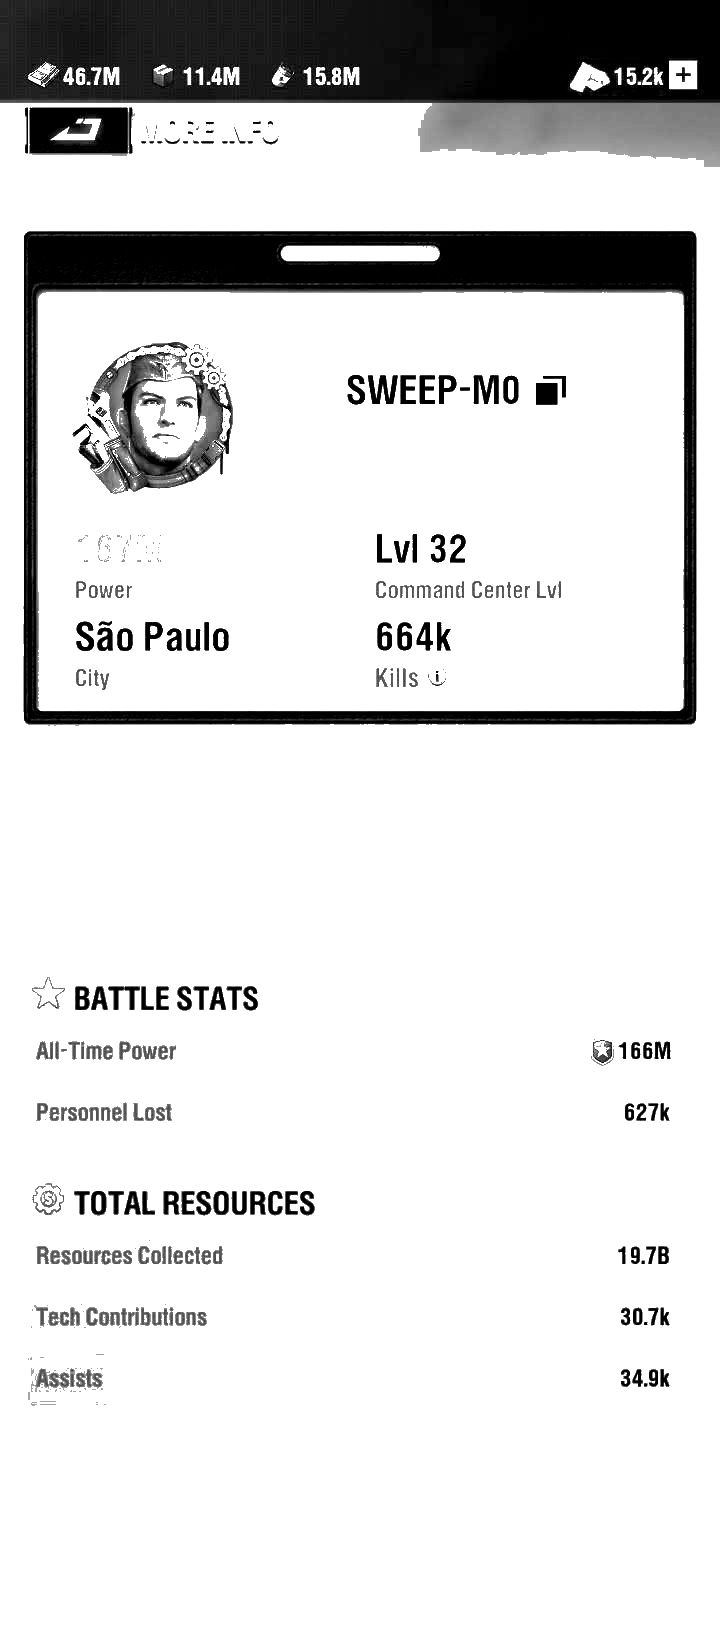 46.7M 11.4M 15.8M 15.2k +
MORE INFO
SWEEP-M0
167M Lvl 32
Power Command Center Lvl
São Paulo 664k
City Kills
BATTLE STATS
All-Time Power 166M
Personnel Lost 627k
TOTAL RESOURCES
Resources Collected 19.7B
Tech Contributions 30.7k
Assists 34.9k